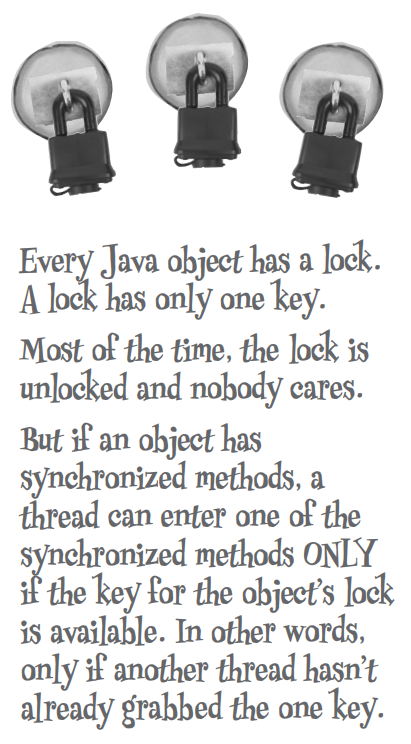 Every Java object has a lock.
A lock has only one key.
Most of the time, the lock is
unlocked and nobody cares.
But if an object has
synchronized methods, a
thread can enter one of the
synchronized methods ONLY
if the key for the object's lock
is available. In other words,
only if another thread hasn't
already grabbed the one key.